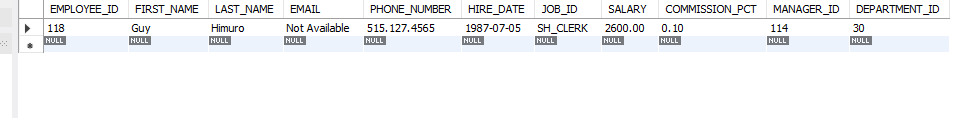 EMPLOYEE_ID FIRST_NAME LAST_NAME EMAIL PHONE_NUMBER HIRE_DATE JOB_ID SALARY COMMISSION_PCT MANAGER_ID DEPARTMENT_ID
118 Guy Himuro Not Available 515.127.4565 1987-07-05 SH_CLERK 2600.00 0.10 114 30
NULL NULL NULL NULL NULL NULL NULL NULL NULL NULL NULL